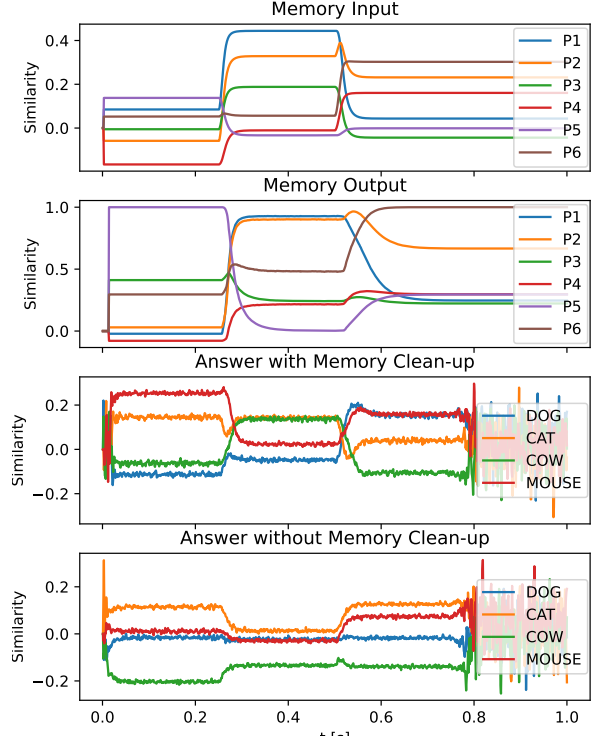 Memory Input
Similarity
0.4
0.2
0.0
P1
P2
P3
P4
P5
P6
Memory Output
Similarity
1.0
0.5
0.0
P1
P2
P3
P4
P5
P6
Answer with Memory Clean-up
Similarity
0.2
0.0
−0.2
DOG
CAT
COW
MOUSE
Answer without Memory Clean-up
Similarity
0.2
0.0
−0.2
DOG
CAT
COW
MOUSE
0.0 0.2 0.4 0.6 0.8 1.0
t [s]